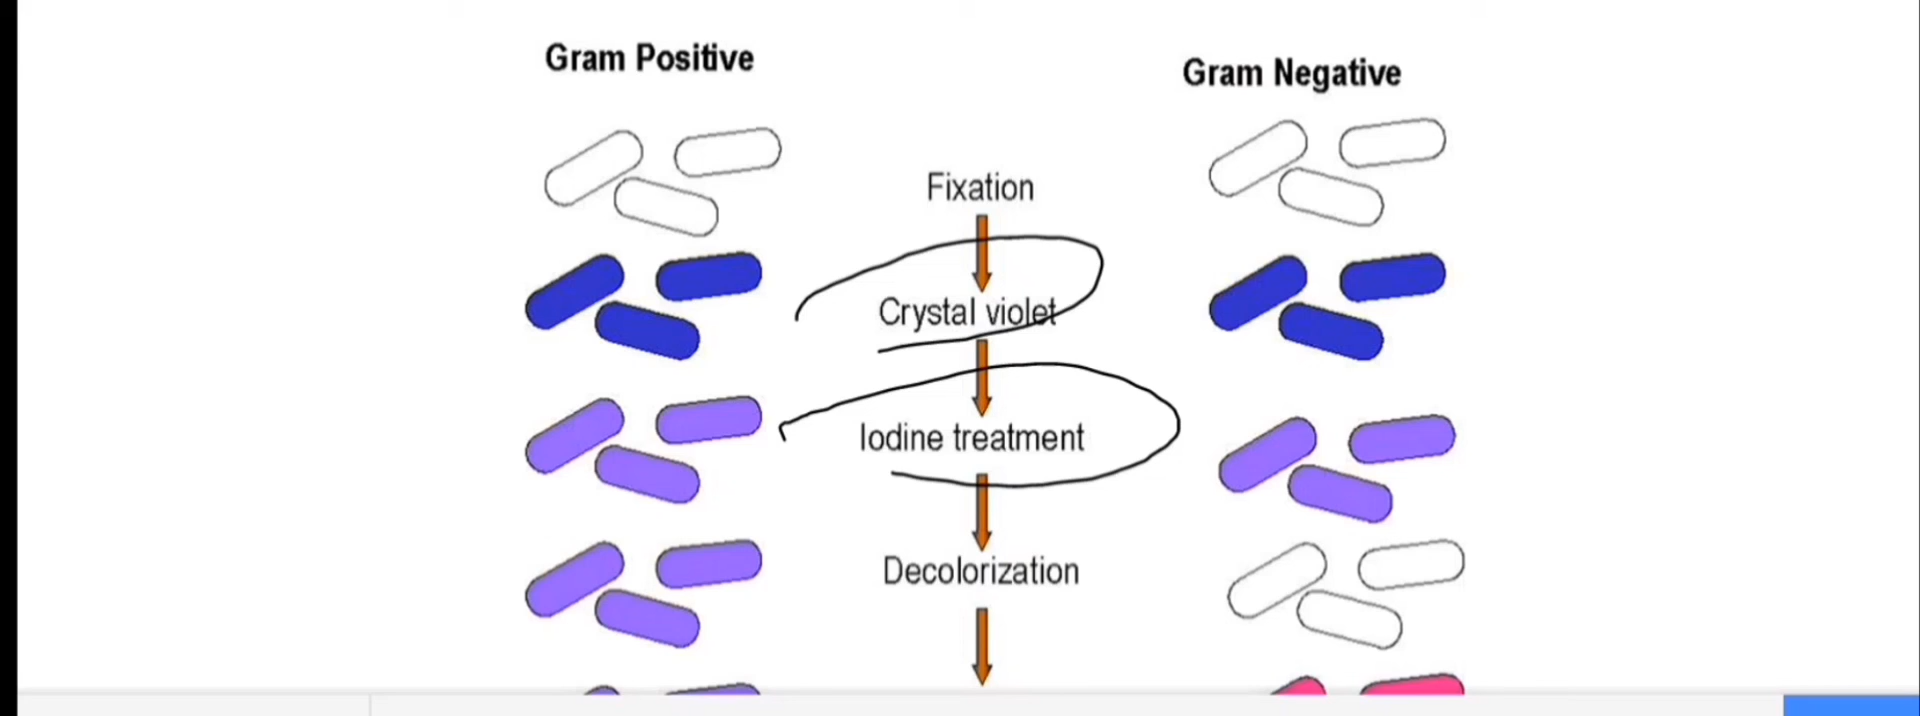 Gram Positive
Gram Negative
Fixation
Crystal violet
Iodine treatment
Decolorization